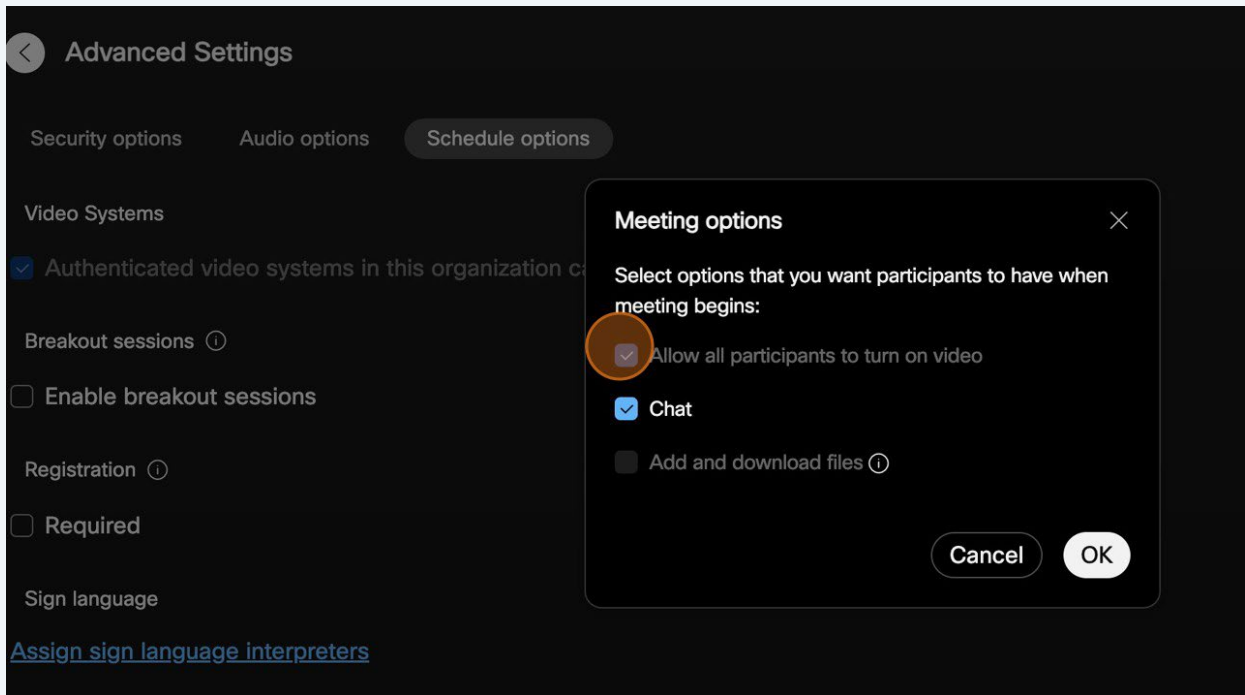 Advanced Settings
Security options
Audio options
Schedule options
Video Systems
Authenticated video systems in this organization
Breakout sessions
Enable breakout sessions
Registration
Required
Sign language
Assign sign language interpreters
Meeting options
Select options that you want participants to have when
meeting begins:
Allow all participants to turn on video
Chat
Add and download files
Cancel
OK